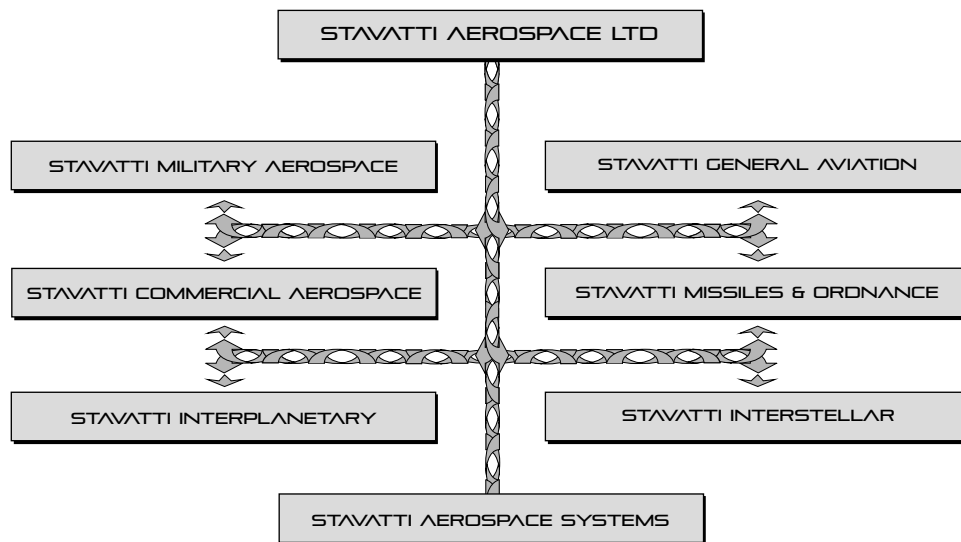 STAVATTI AEROSPACE LTD
STAVATTI MILITARY AEROSPACE
STAVATTI GENERAL AVIATION
STAVATTI COMMERCIAL AEROSPACE
STAVATTI MISSILES & ORDNANCE
STAVATTI INTERPLANETARY
STAVATTI INTERSTELLAR
STAVATTI AEROSPACE SYSTEMS